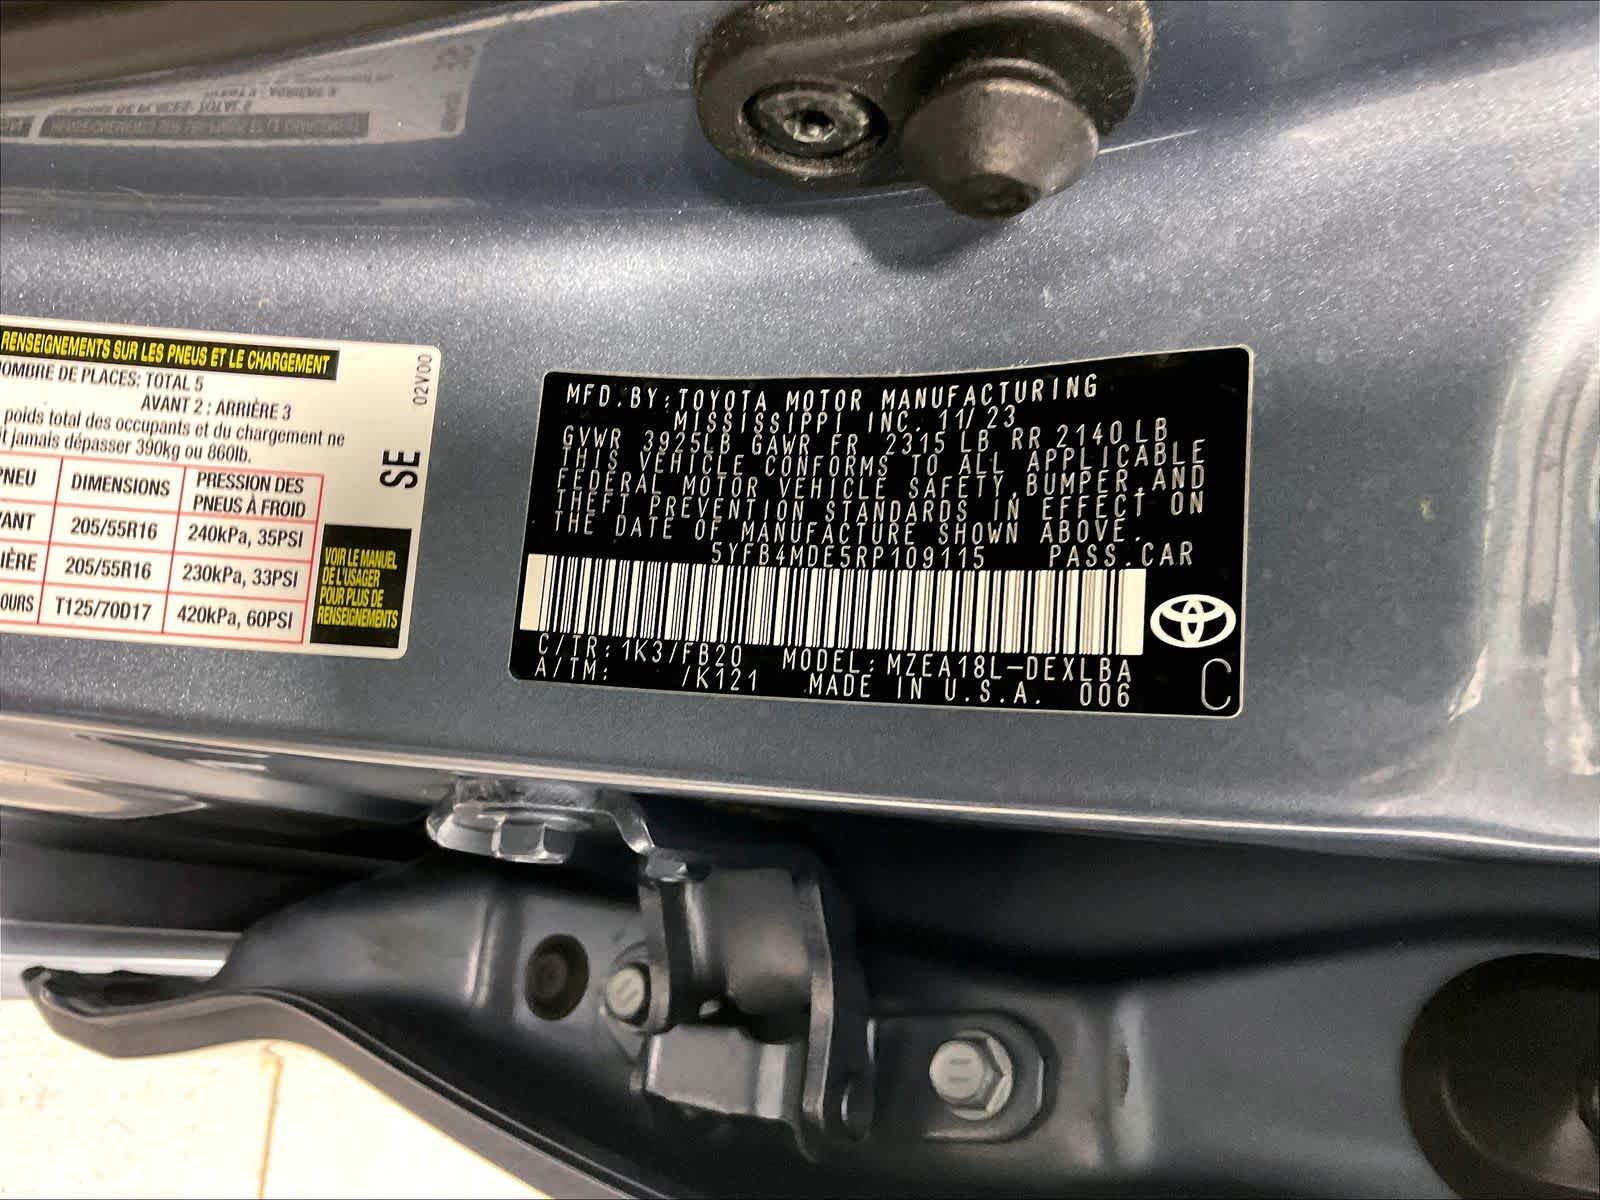 RENSEIGNEMENTS SUR LES PNEUS ET LE CHARGEMENT
OMBRE DE PLACES: TOTAL 5
AVANT 2 : ARRIÈRE 3
poids total des occupants et du chargement ne
t jamais dépasser 390kg ou 860lb.
PNEU DIMENSIONS PRESSION DES PNEUS À FROID
ANT 205/55R16 240kPa, 35PSI
IÈRE 205/55R16 230kPa, 33PSI
OURS T125/70D17 420kPa, 60PSI
02V00
SE
VOIR LE MANUEL
DE L'USAGER
POUR PLUS DE
RENSEIGNEMENTS
MFD.BY:TOYOTA MOTOR MANUFACTURING
MISSISSIPPI INC. 11/23
GVWR 3925LB GAWR FR 2315 LB RR 2140LB
THIS VEHICLE CONFORMS TO ALL APPLICABLE
FEDERAL MOTOR VEHICLE SAFETY,BUMPER,AND
THEFT PREVENTION STANDARDS IN EFFECT ON
THE DATE OF MANUFACTURE SHOWN ABOVE.
5YFB4MDE5RP109115 PASS.CAR
C/TR:1K3/FB20 MODEL:MZEA18L-DEXLBA
A/TM: /K121 MADE IN U.S.A. 006
C